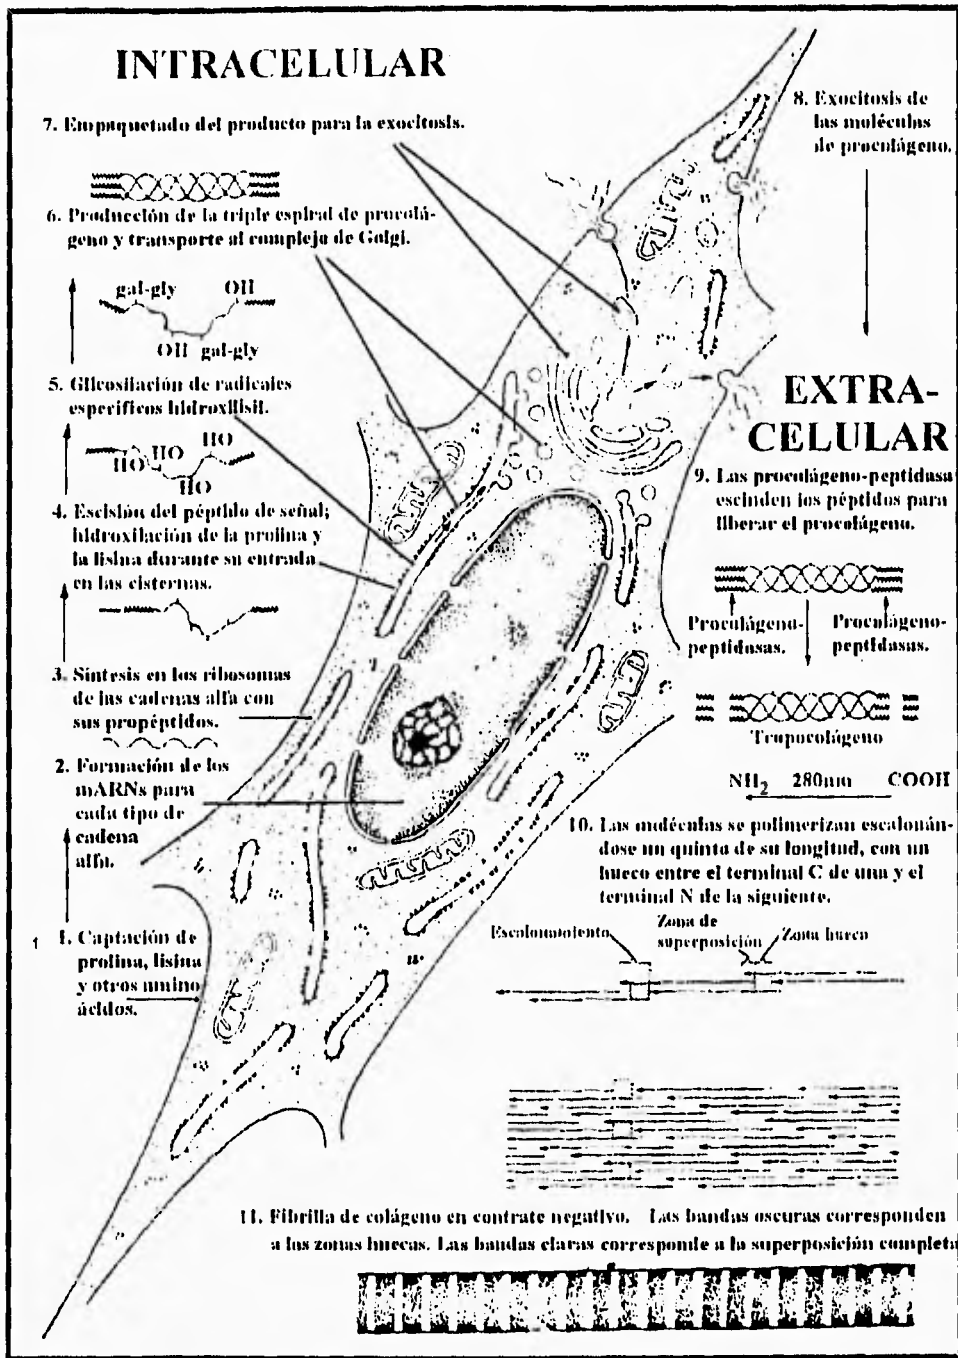 INTRACELULAR
7. Empaquetado del producto para la exocitosis.
6. Producción de la triple espiral de procolá-
geno y transporte al complejo de Golgi.
gal-gly OH
OH gal-gly
5. Glicosilación de radicales
específicos hidroxilisil.
HO
HO HO
HO
4. Escisión del péptido de señal;
hidroxilación de la prolina y
la lisina durante su entrada
en las cisternas.
3. Síntesis en los ribosomas
de las cadenas alfa con
sus propéptidos.
2. Formación de los
mARNs para
cada tipo de
cadena
alfa.
1
1. Captación de
prolina, lisina
y otros amino
ácidos.
8. Exocitosis de
las moléculas
de procolágeno.
EXTRA-
CELULAR
9. Las procolágeno-peptidasa
escinden los péptidos para
liberar el procolágeno.
Procolágeno-
peptidasas.
Procolágeno-
peptidasas.
Tropocolágeno
NH2 280nm COOH
10. Las moléculas se polimerizan escalonán-
dose un quinto de su longitud, con un
hueco entre el terminal C de una y el
terminal N de la siguiente.
Escalonamiento
Zona de
superposición
Zona hueca
11. Fibrilla de colágeno en contrate negativo. Las bandas oscuras corresponden
a las zonas huecas. Las bandas claras corresponde a la superposición completa